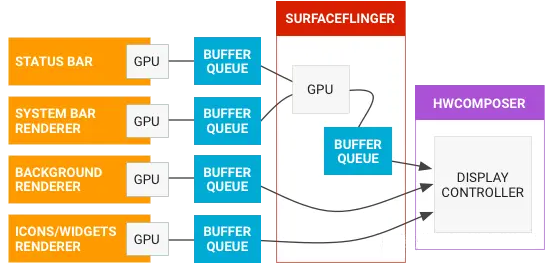 SURFACEFLINGER
STATUS BAR
GPU
BUFFER
QUEUE
GPU
SYSTEM BAR
RENDERER
GPU
BUFFER
QUEUE
BUFFER
QUEUE
HWCOMPOSER
DISPLAY
CONTROLLER
BACKGROUND
RENDERER
GPU
BUFFER
QUEUE
ICONS/WIDGETS
RENDERER
GPU
BUFFER
QUEUE